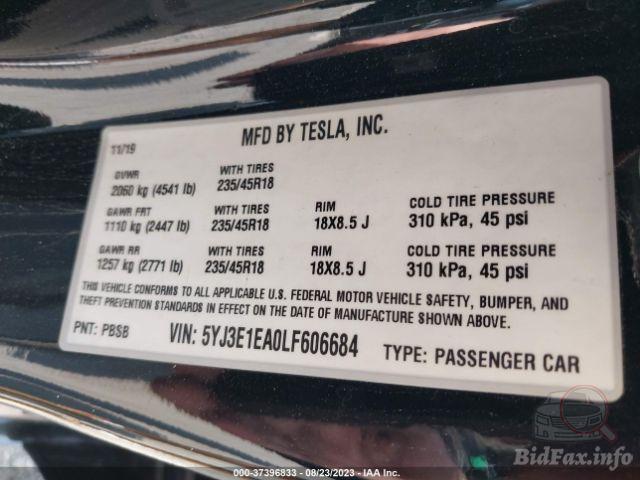 MFD BY TESLA, INC.
11/19
GVWR WITH TIRES
2060 kg (4541 lb) 235/45R18
GAWR FRT WITH TIRES RIM COLD TIRE PRESSURE
1110 kg (2447 lb) 235/45R18 18X8.5 J 310 kPa, 45 psi
GAWR RR WITH TIRES RIM COLD TIRE PRESSURE
1257 kg (2771 lb) 235/45R18 18X8.5 J 310 kPa, 45 psi
THIS VEHICLE CONFORMS TO ALL APPLICABLE U.S. FEDERAL MOTOR VEHICLE SAFETY, BUMPER, AND
THEFT PREVENTION STANDARDS IN EFFECT ON THE DATE OF MANUFACTURE SHOWN ABOVE.
PNT: PBSB VIN: 5YJ3E1EA0LF606684 TYPE: PASSENGER CAR
BidFax.info
000-37396833 - 08/23/2023 - IAA Inc.